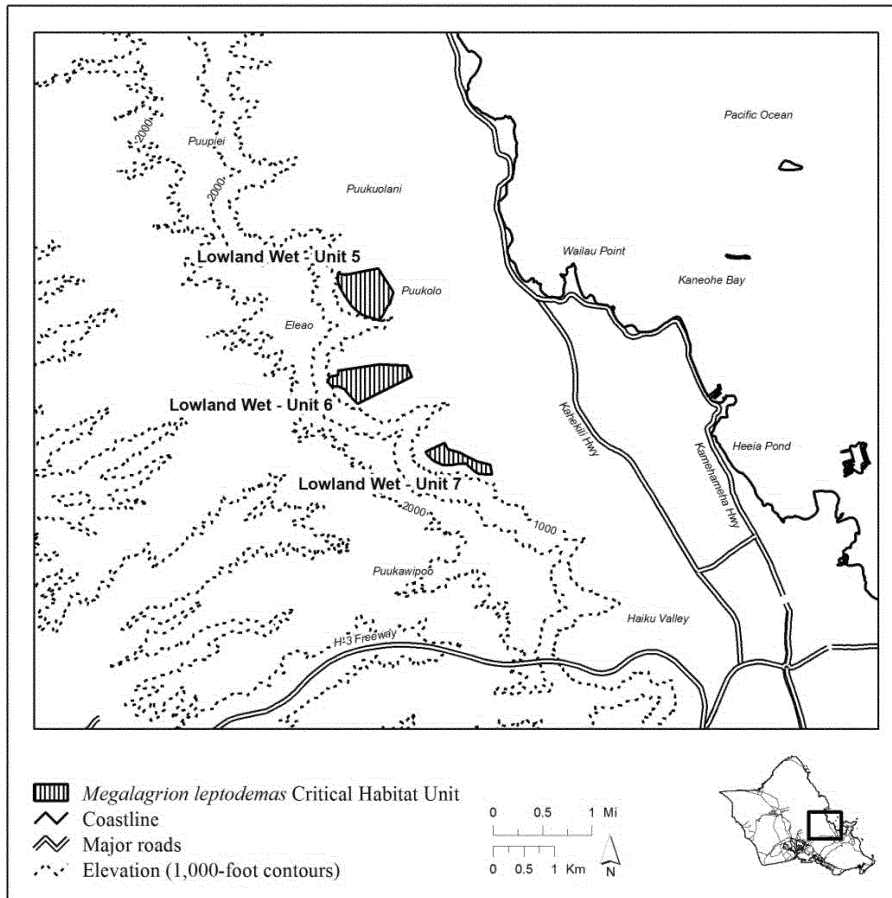 Pacific Ocean
2000
Puupiei
2000
Puukuolani
Lowland Wet - Unit 5
Wailau Point
Kaneohe Bay
Puukolo
Eleao
Lowland Wet - Unit 6
Kahekili Hwy
Kamehameha Hwy
Heeia Pond
Lowland Wet - Unit 7
2000
1000
Puukawipoo
Haiku Valley
H-3 Freeway
Megalagrion leptodemas Critical Habitat Unit
Coastline
Major roads
Elevation (1,000-foot contours)
0 0.5 1 Mi
0 0.5 1 Km
N